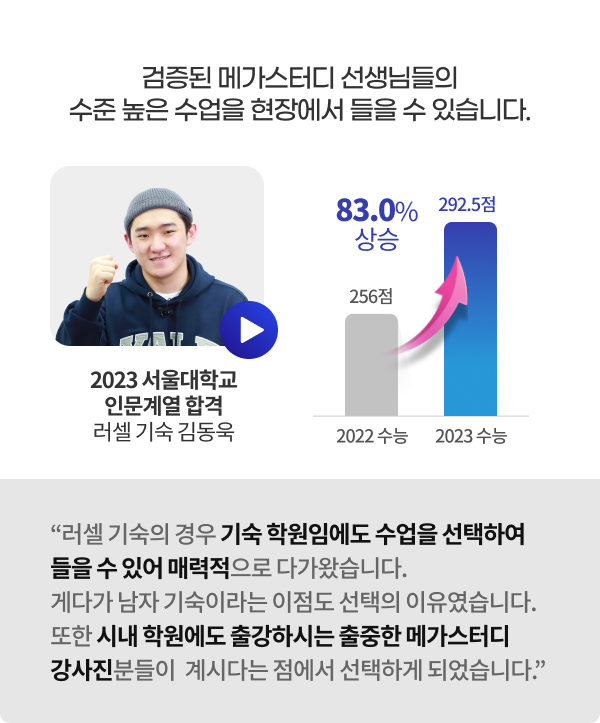 검증된 메가스터디 선생님들의
수준 높은 수업을 현장에서 들을 수 있습니다.
83.0%
상승
292.5점
256점
2022 수능
2023 수능
2023 서울대학교
인문계열 합격
러셀 기숙 김동욱
“러셀 기숙의 경우 기숙 학원임에도 수업을 선택하여
들을 수 있어 매력적으로 다가왔습니다.
게다가 남자 기숙이라는 이점도 선택의 이유였습니다.
또한 시내 학원에도 출강하시는 출중한 메가스터디
강사진분들이 계시다는 점에서 선택하게 되었습니다.”